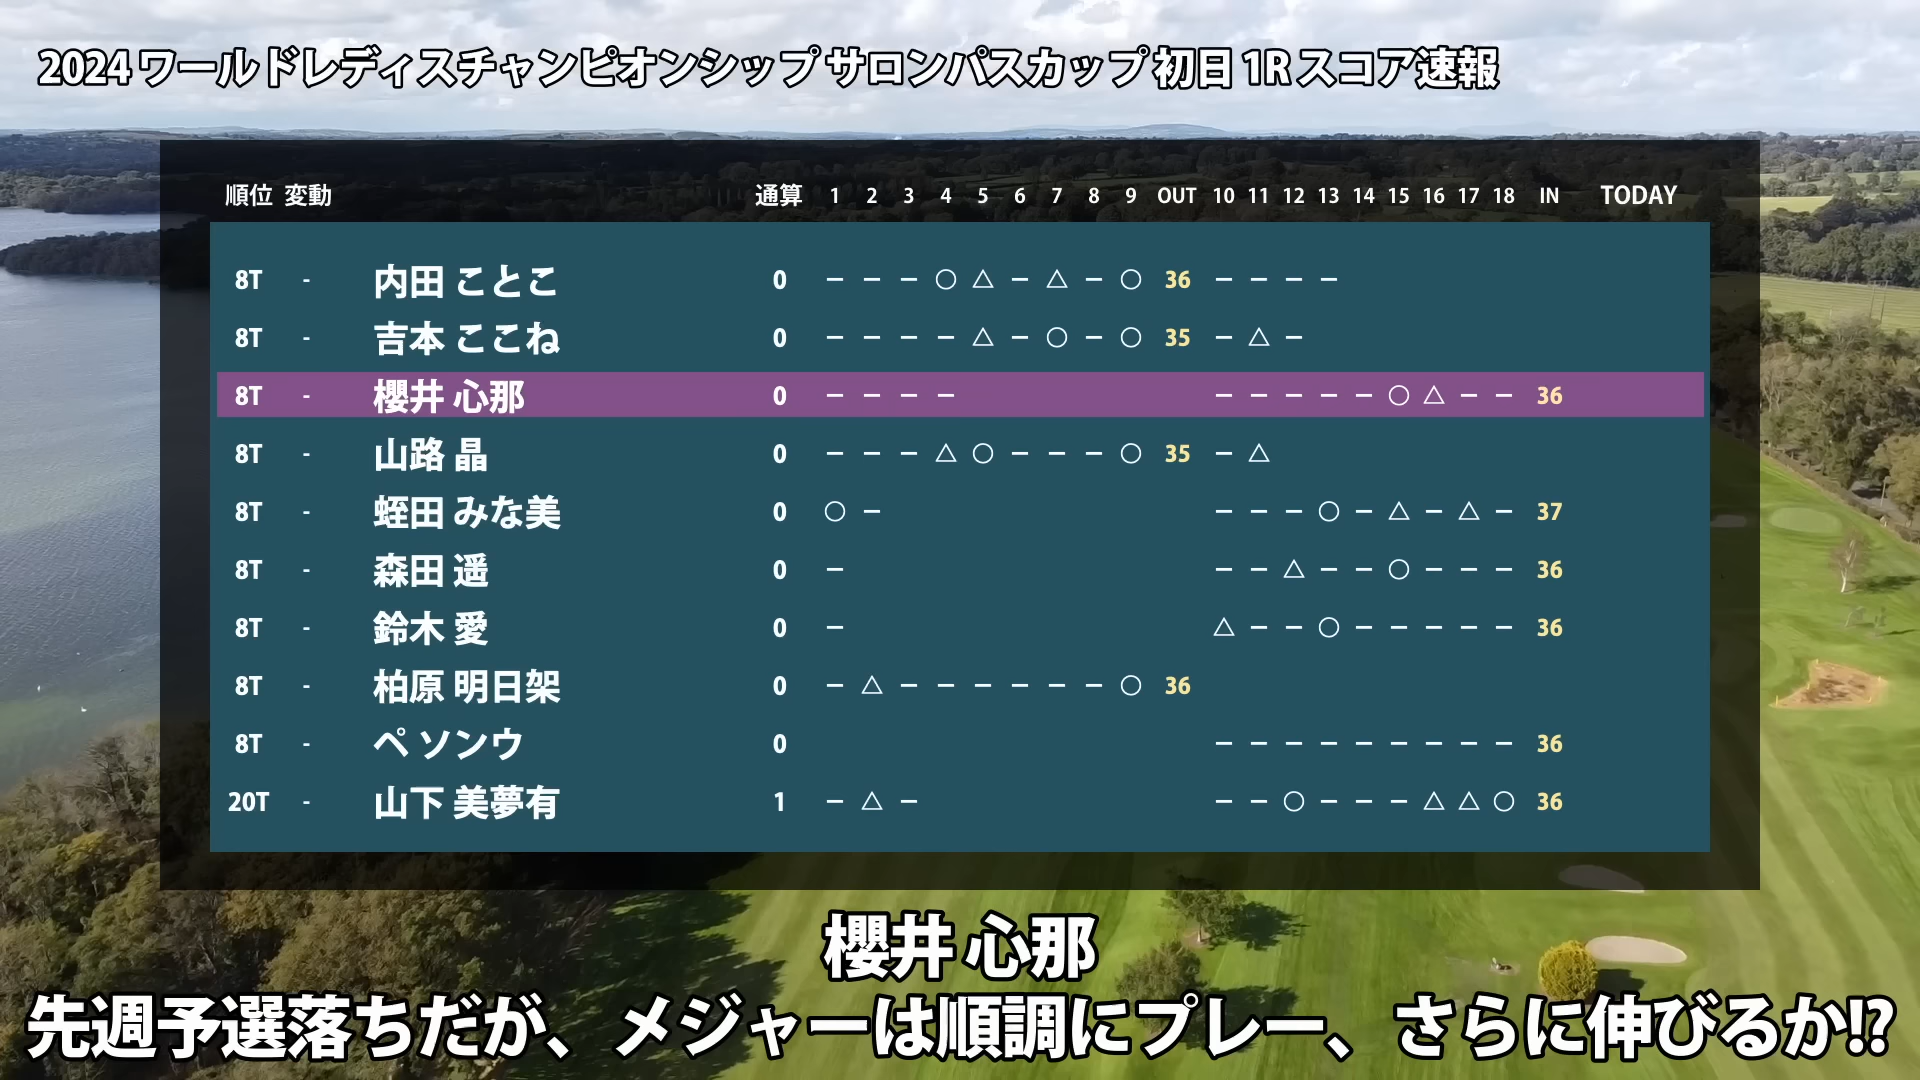 2024 ワールドレディスチャンピオンシップ サロンパスカップ 初日 1R スコア速報
順位 変動 通算 1 2 3 4 5 6 7 8 9 OUT 10 11 12 13 14 15 16 17 18 IN TODAY
8T - 内田 ことこ 0 − − − ○ △ − △ − ○ 36 − − − −
8T - 吉本 ここね 0 − − − − △ − ○ − ○ 35 − △ −
8T - 櫻井 心那 0 − − − − − − − − − ○ △ − − 36
8T - 山路 晶 0 − − − △ ○ − − − ○ 35 − △
8T - 蛭田 みな美 0 ○ − − − − ○ − △ − △ − 37
8T - 森田 遥 0 − − − △ − − ○ − − − 36
8T - 鈴木 愛 0 − △ − − ○ − − − − − 36
8T - 柏原 明日架 0 − △ − − − − − − ○ 36
8T - ペ ソンウ 0 − − − − − − − − − 36
20T - 山下 美夢有 1 − △ − − − ○ − − − △ △ ○ 36
櫻井 心那
先週予選落ちだが、メジャーは順調にプレー、さらに伸びるか!?